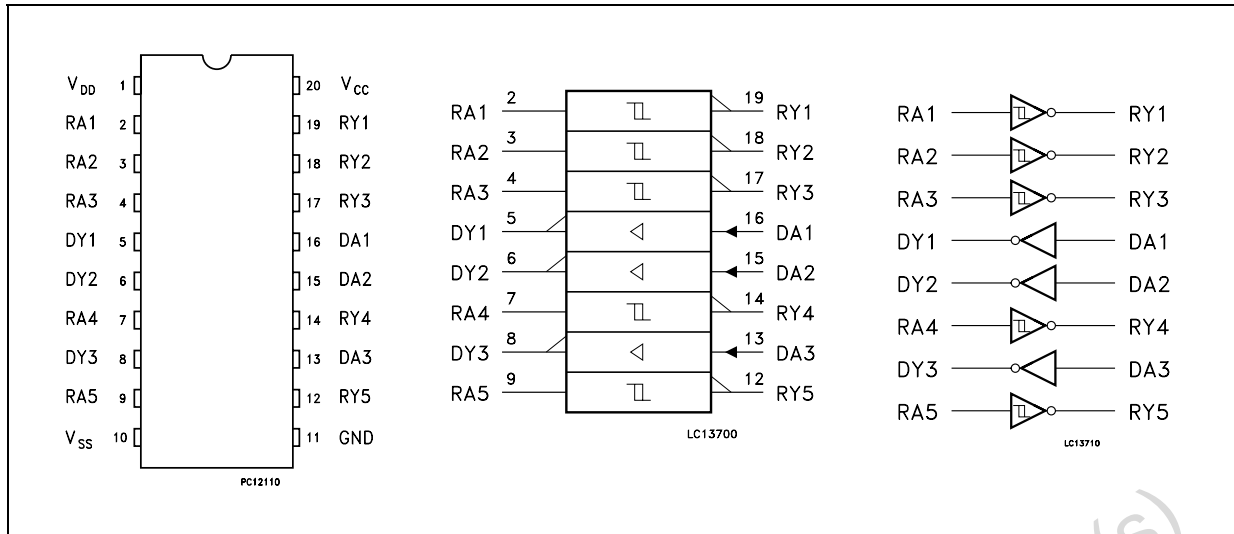 V_DD 1 20 V_CC
RA1 2 19 RY1
RA2 3 18 RY2
RA3 4 17 RY3
DY1 5 16 DA1
DY2 6 15 DA2
RA4 7 14 RY4
DY3 8 13 DA3
RA5 9 12 RY5
V_SS 10 11 GND
PC12110
RA1 2 19 RY1
RA2 3 18 RY2
RA3 4 17 RY3
DY1 5 16 DA1
DY2 6 15 DA2
RA4 7 14 RY4
DY3 8 13 DA3
RA5 9 12 RY5
LC13700
RA1 RY1
RA2 RY2
RA3 RY3
DY1 DA1
DY2 DA2
RA4 RY4
DY3 DA3
RA5 RY5
LC13710
(s)